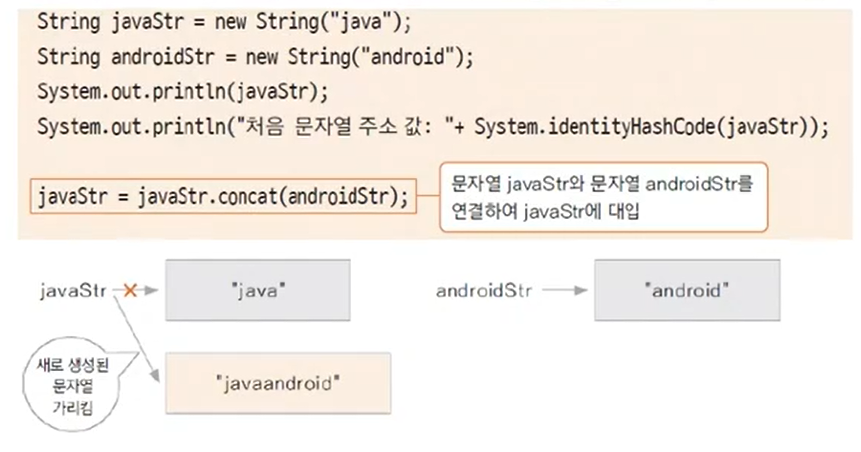 String javaStr = new String("java");
String androidStr = new String("android");
System.out.println(javaStr);
System.out.println("처음 문자열 주소 값: "+ System.identityHashCode(javaStr));
javaStr = javaStr.concat(androidStr);
문자열 javaStr와 문자열 androidStr를
연결하여 javaStr에 대입
javaStr
"java"
androidStr
"android"
새로 생성된
문자열
가리킴
"javaandroid"